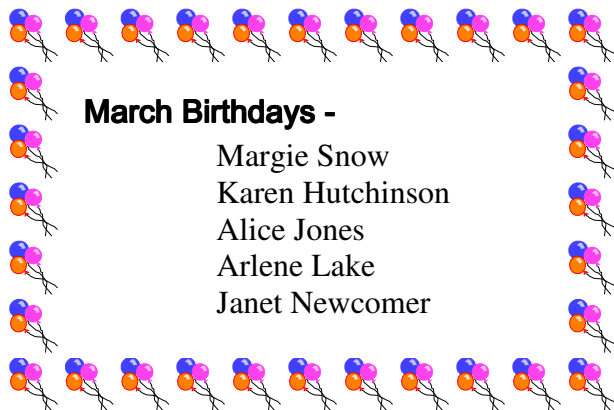 March Birthdays -
Margie Snow
Karen Hutchinson
Alice Jones
Arlene Lake
Janet Newcomer